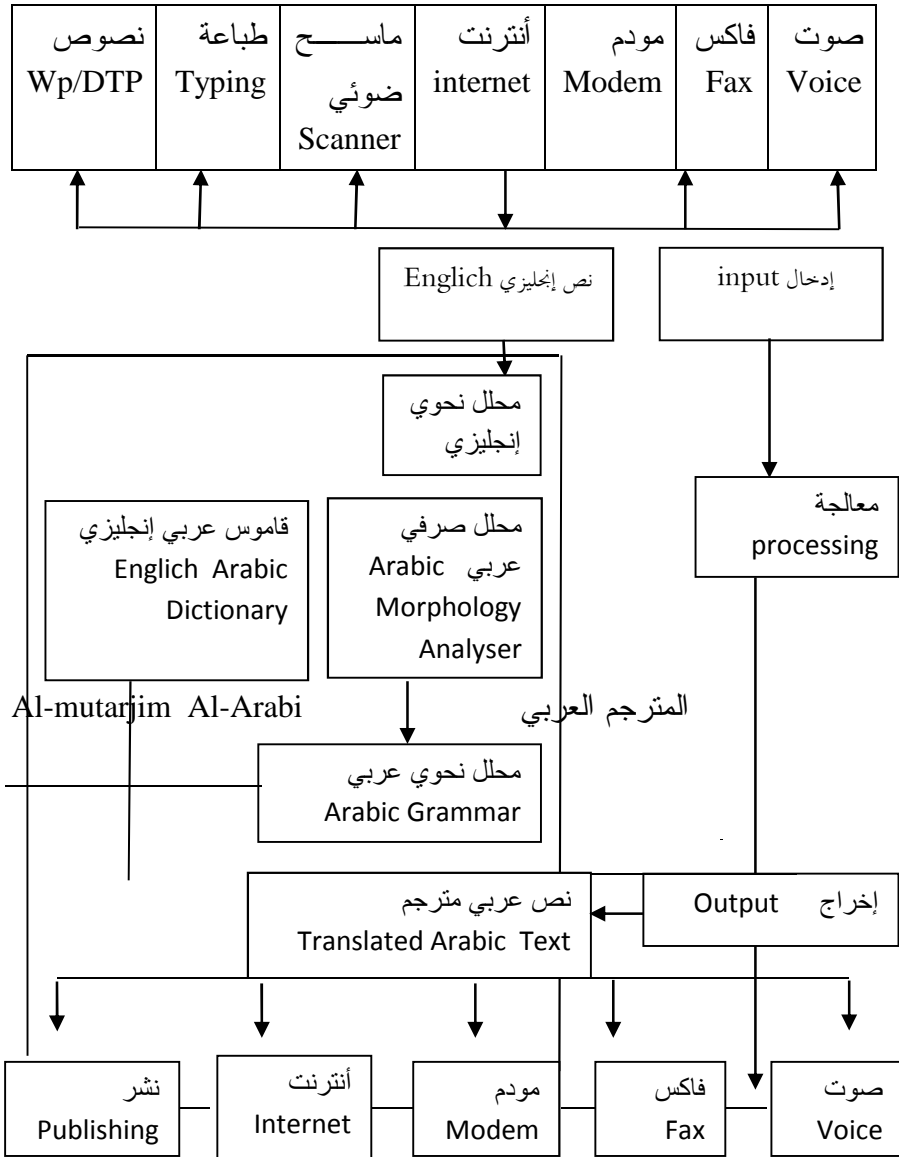 نصوص
Wp/DTP
طباعة
Typing
ماســـــح
ضوئي
Scanner
أنترنت
internet
مودم
Modem
فاكس
Fax
صوت
Voice
نص إنجليزي Englich
إدخال input
محلل نحوي
إنجليزي
معالجة
processing
قاموس عربي إنجليزي
Englich Arabic
Dictionary
محلل صرفي
عربي Arabic
Morphology
Analyser
Al-mutarjim Al-Arabi
المترجم العربي
محلل نحوي عربي
Arabic Grammar
نص عربي مترجم
Translated Arabic Text
إخراج Output
نشر
Publishing
أنترنت
Internet
مودم
Modem
فاكس
Fax
صوت
Voice